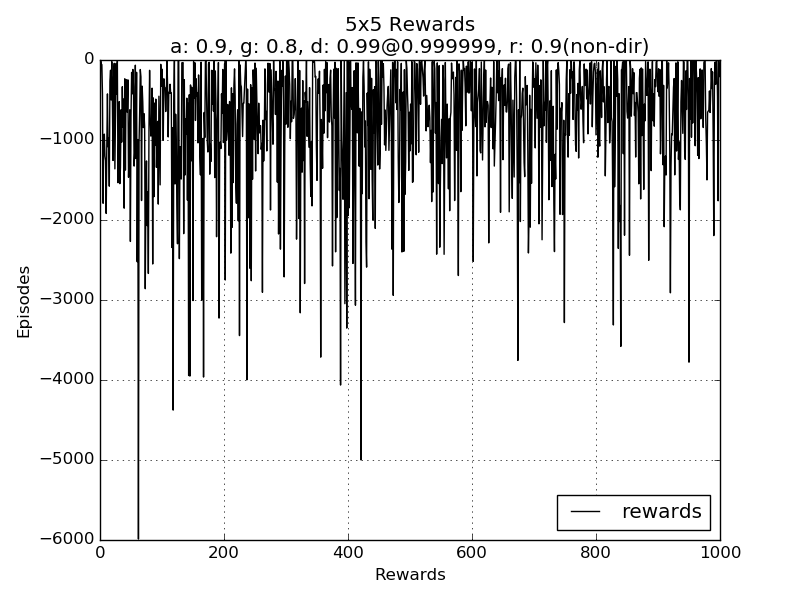 5x5 Rewards
a: 0.9, g: 0.8, d: 0.99@0.999999, r: 0.9(non-dir)
0
−1000
−2000
−3000
−4000
−5000
−6000
Episodes
rewards
0 200 400 600 800 1000
Rewards